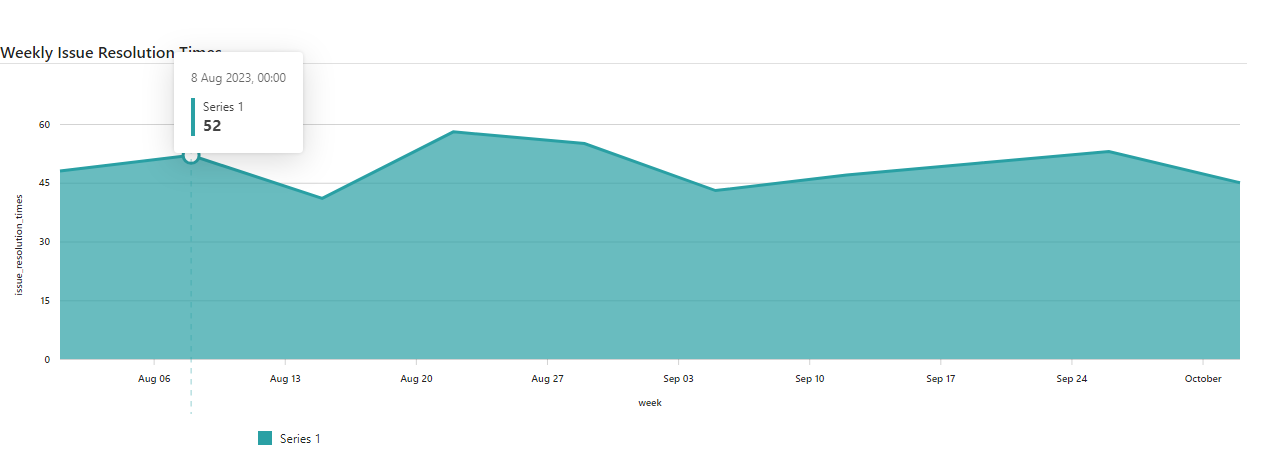 Weekly Issue Resolution Times
8 Aug 2023, 00:00
Series 1
52
60
45
30
15
0
issue_resolution_times
Aug 06
Aug 13
Aug 20
Aug 27
Sep 03
Sep 10
Sep 17
Sep 24
October
week
Series 1